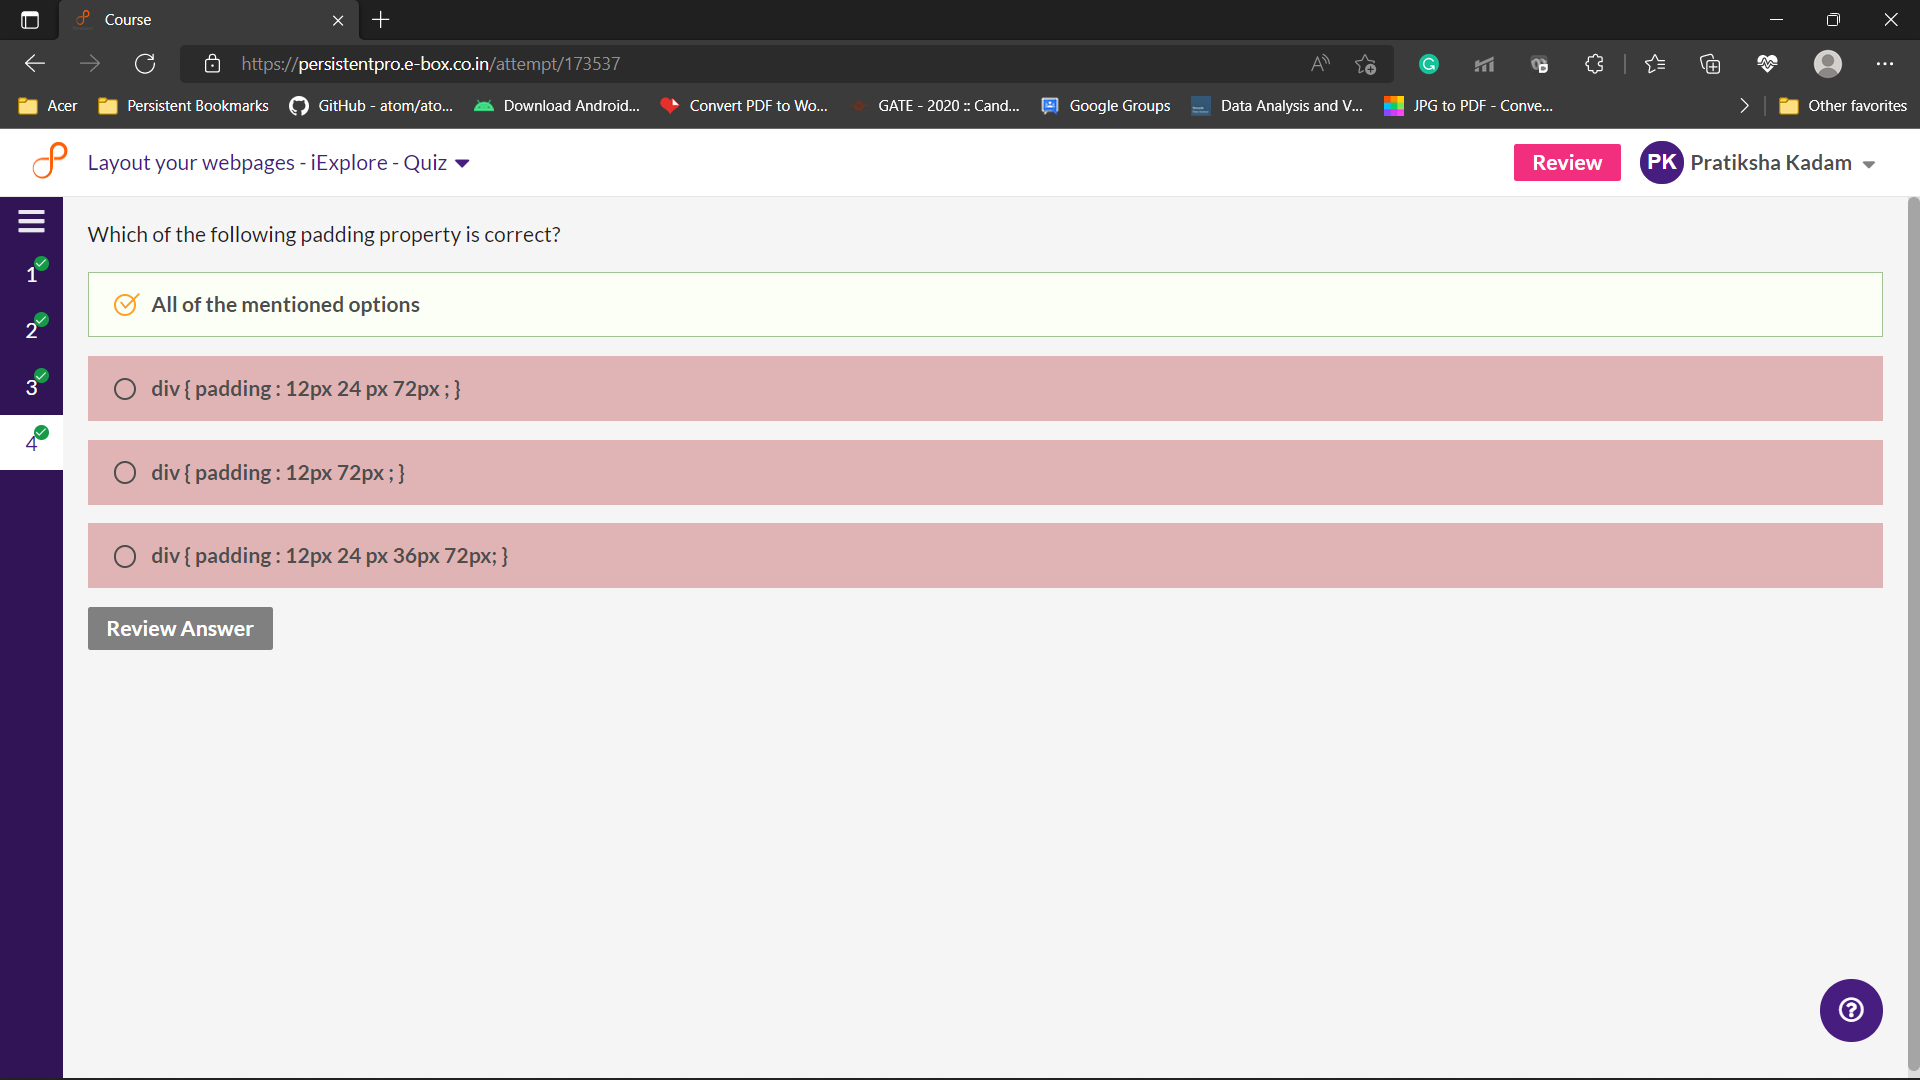 Course
https://persistentpro.e-box.co.in/attempt/173537
Acer
Persistent Bookmarks
GitHub - atom/ato...
Download Android...
Convert PDF to Wo...
GATE - 2020 :: Cand...
Google Groups
Data Analysis and V...
JPG to PDF - Conve...
Other favorites
Layout your webpages - iExplore - Quiz
Review
PK Pratiksha Kadam
Which of the following padding property is correct?
1
All of the mentioned options
2
3
div { padding : 12px 24 px 72px ; }
4
div { padding : 12px 72px ; }
div { padding : 12px 24 px 36px 72px; }
Review Answer